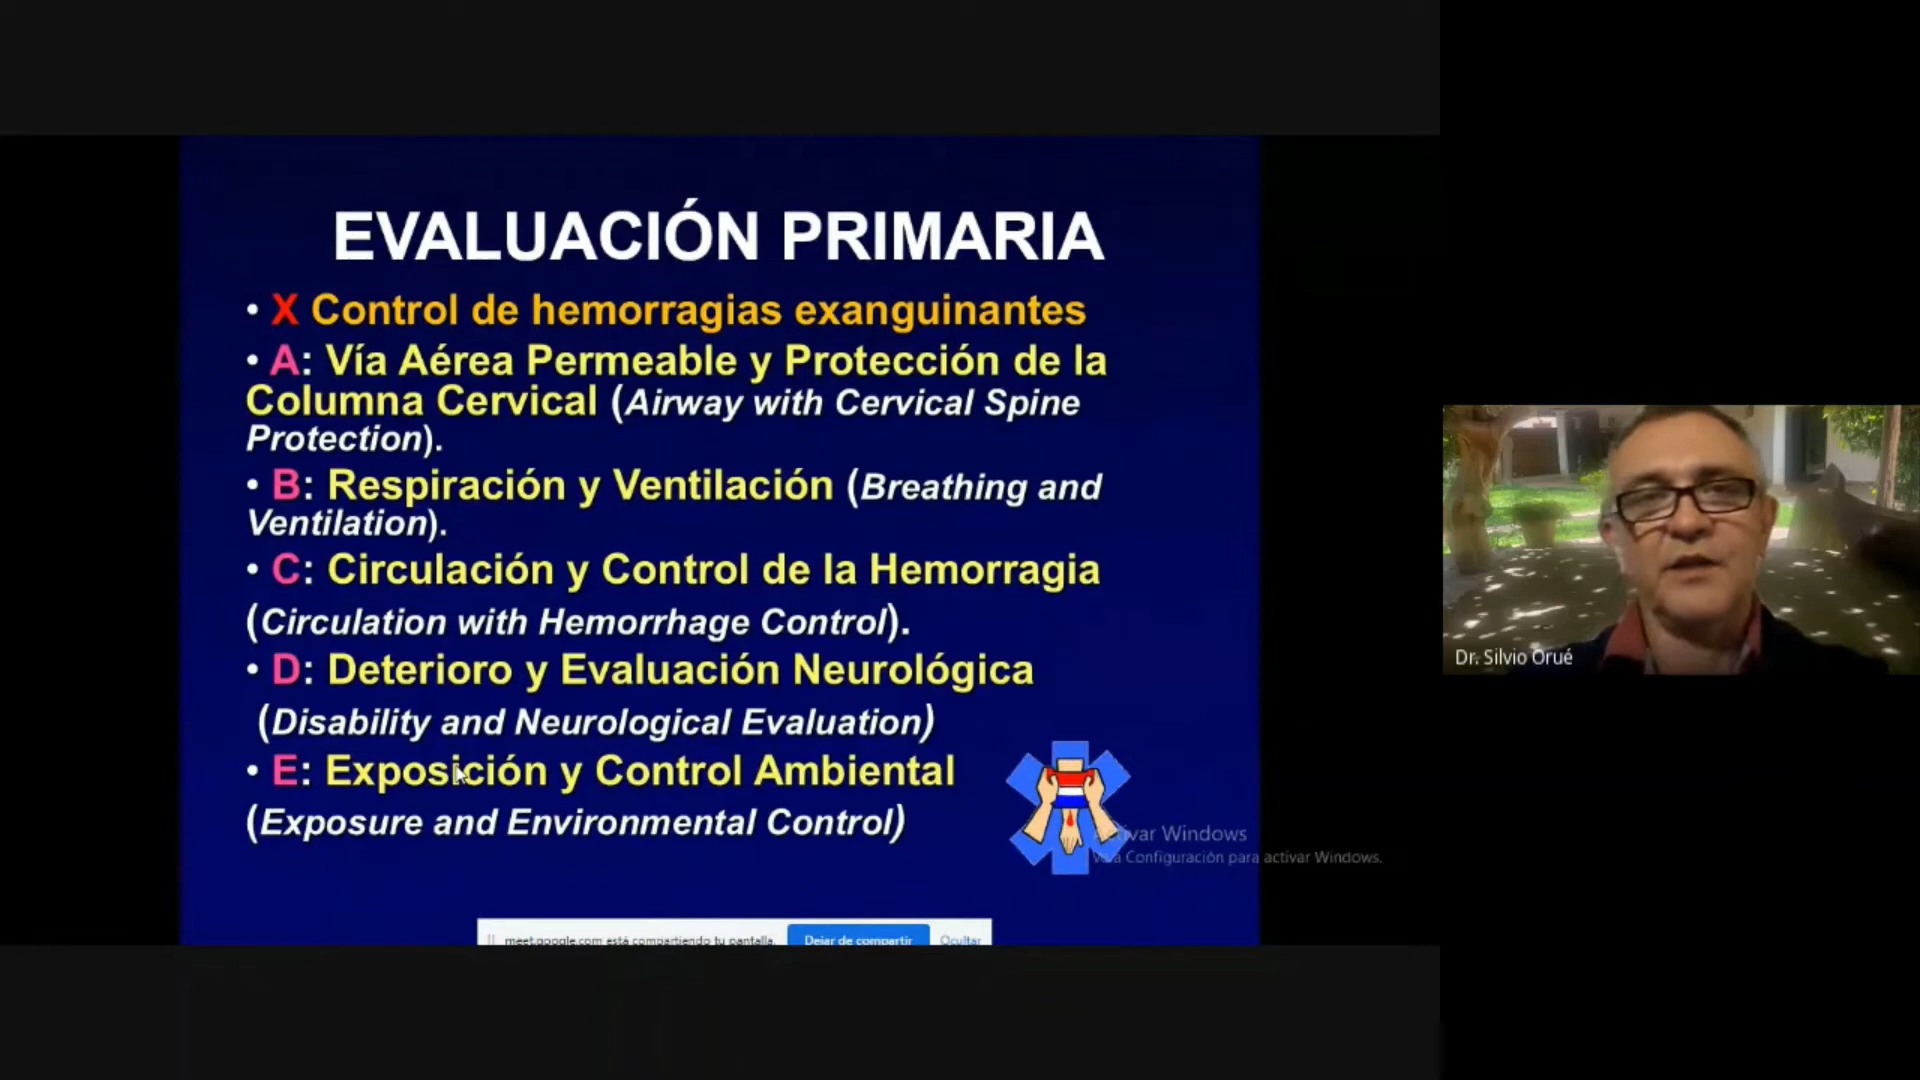 EVALUACIÓN PRIMARIA
• X Control de hemorragias exanguinantes
• A: Vía Aérea Permeable y Protección de la
Columna Cervical (Airway with Cervical Spine
Protection).
• B: Respiración y Ventilación (Breathing and
Ventilation).
• C: Circulación y Control de la Hemorragia
(Circulation with Hemorrhage Control).
• D: Deterioro y Evaluación Neurológica
(Disability and Neurological Evaluation)
• E: Exposición y Control Ambiental
(Exposure and Environmental Control)
Activar Windows
Ve a Configuración para activar Windows.
meet.google.com está compartiendo tu pantalla.
Dejar de compartir
Ocultar
Dr. Silvio Orué